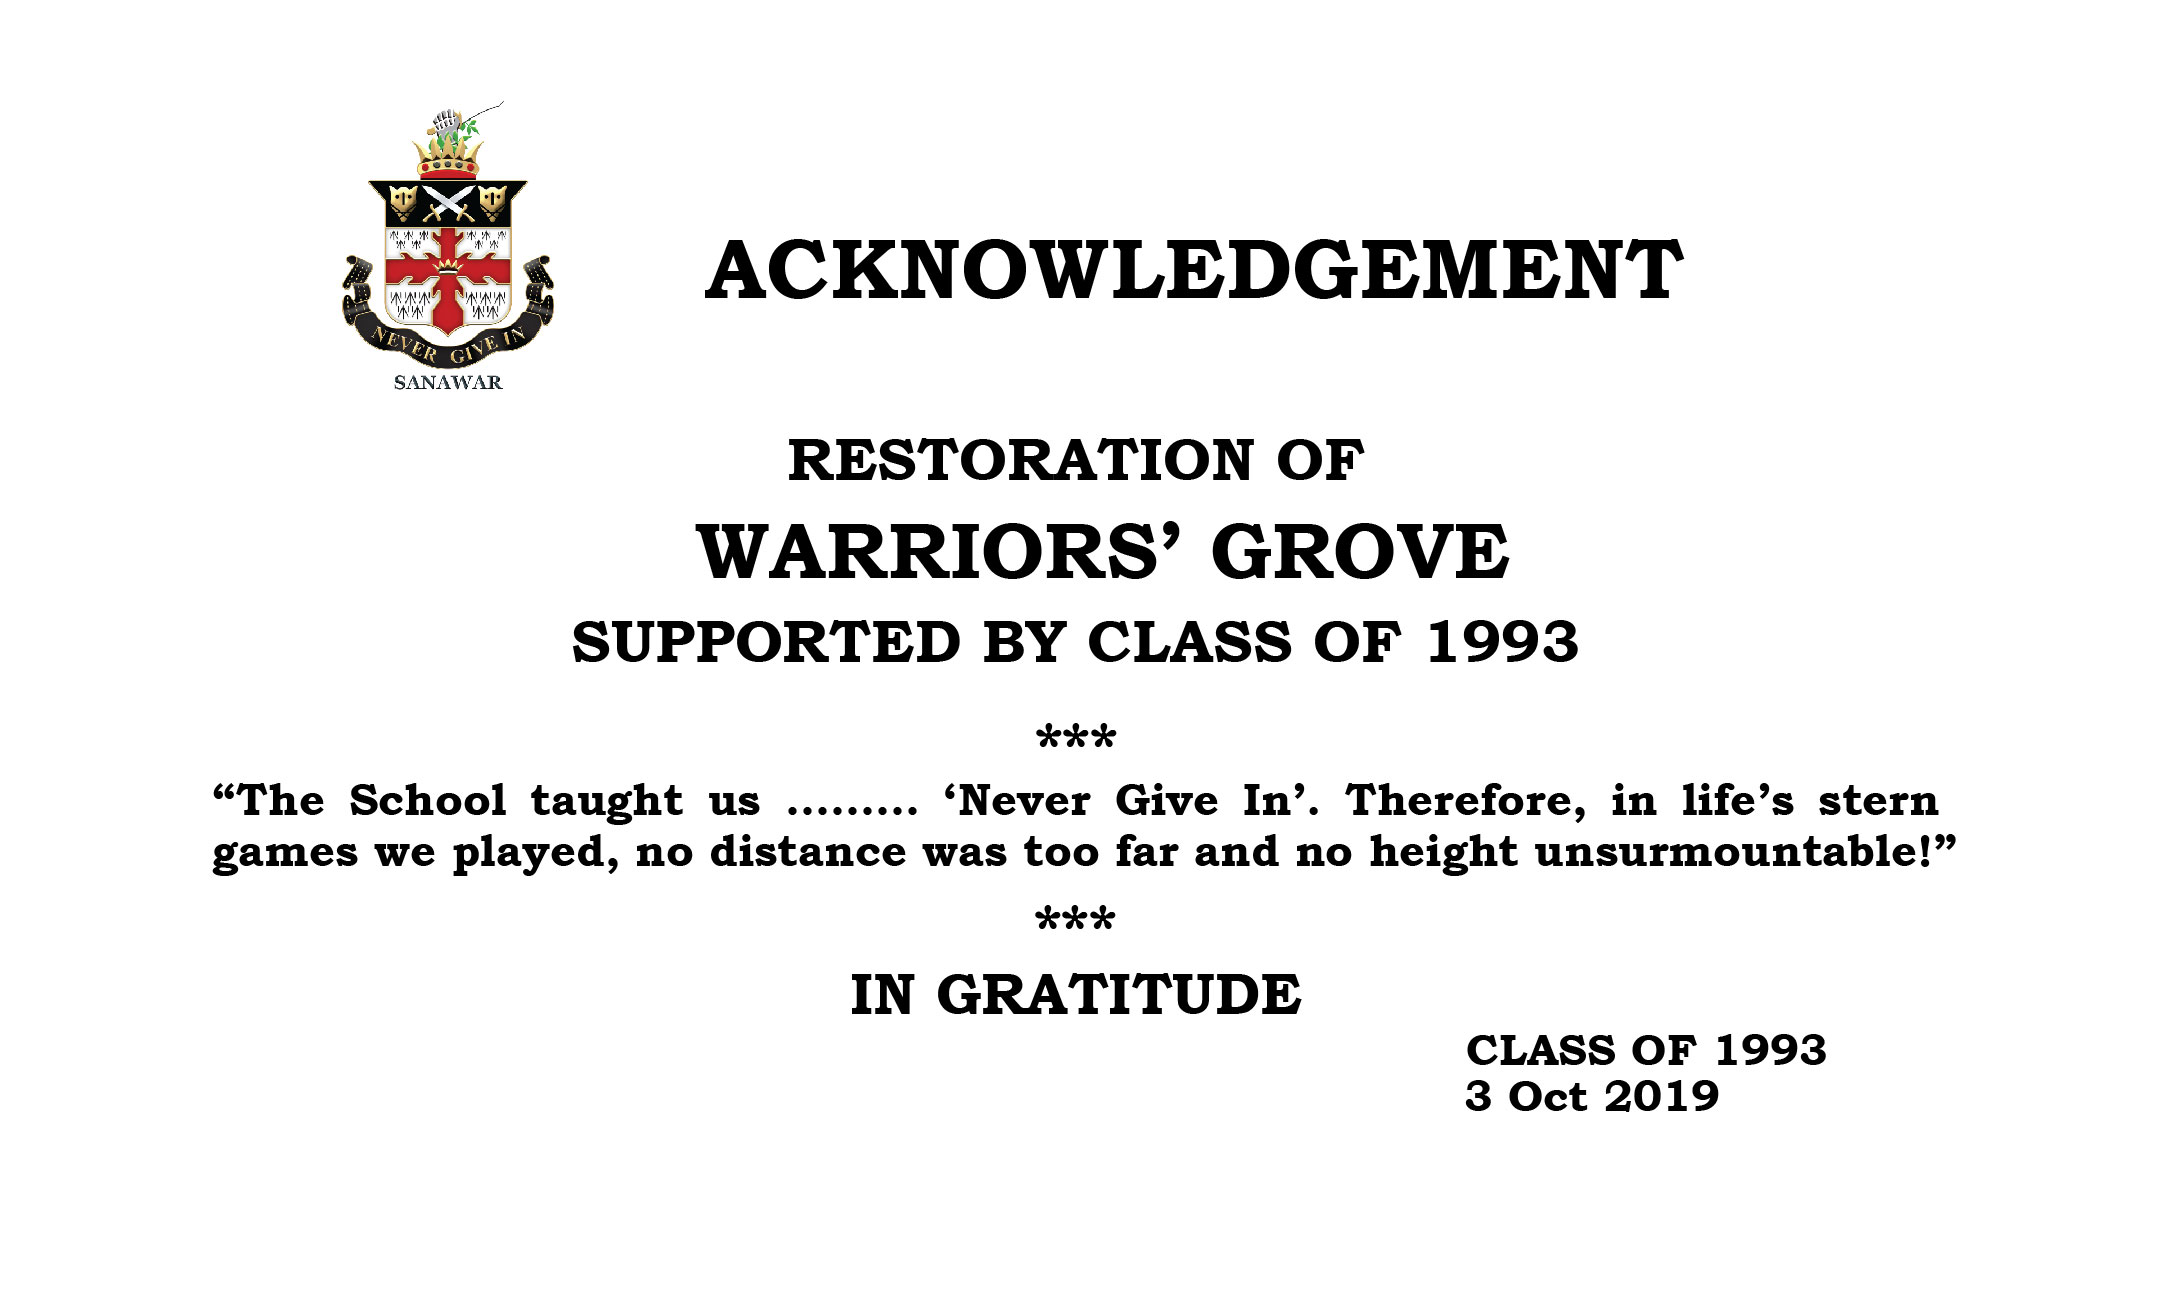 NEVER GIVE IN
SANAWAR
ACKNOWLEDGEMENT
RESTORATION OF
WARRIORS’ GROVE
SUPPORTED BY CLASS OF 1993
***
“The School taught us ......... ‘Never Give In’. Therefore, in life’s stern
games we played, no distance was too far and no height unsurmountable!”
***
IN GRATITUDE
CLASS OF 1993
3 Oct 2019